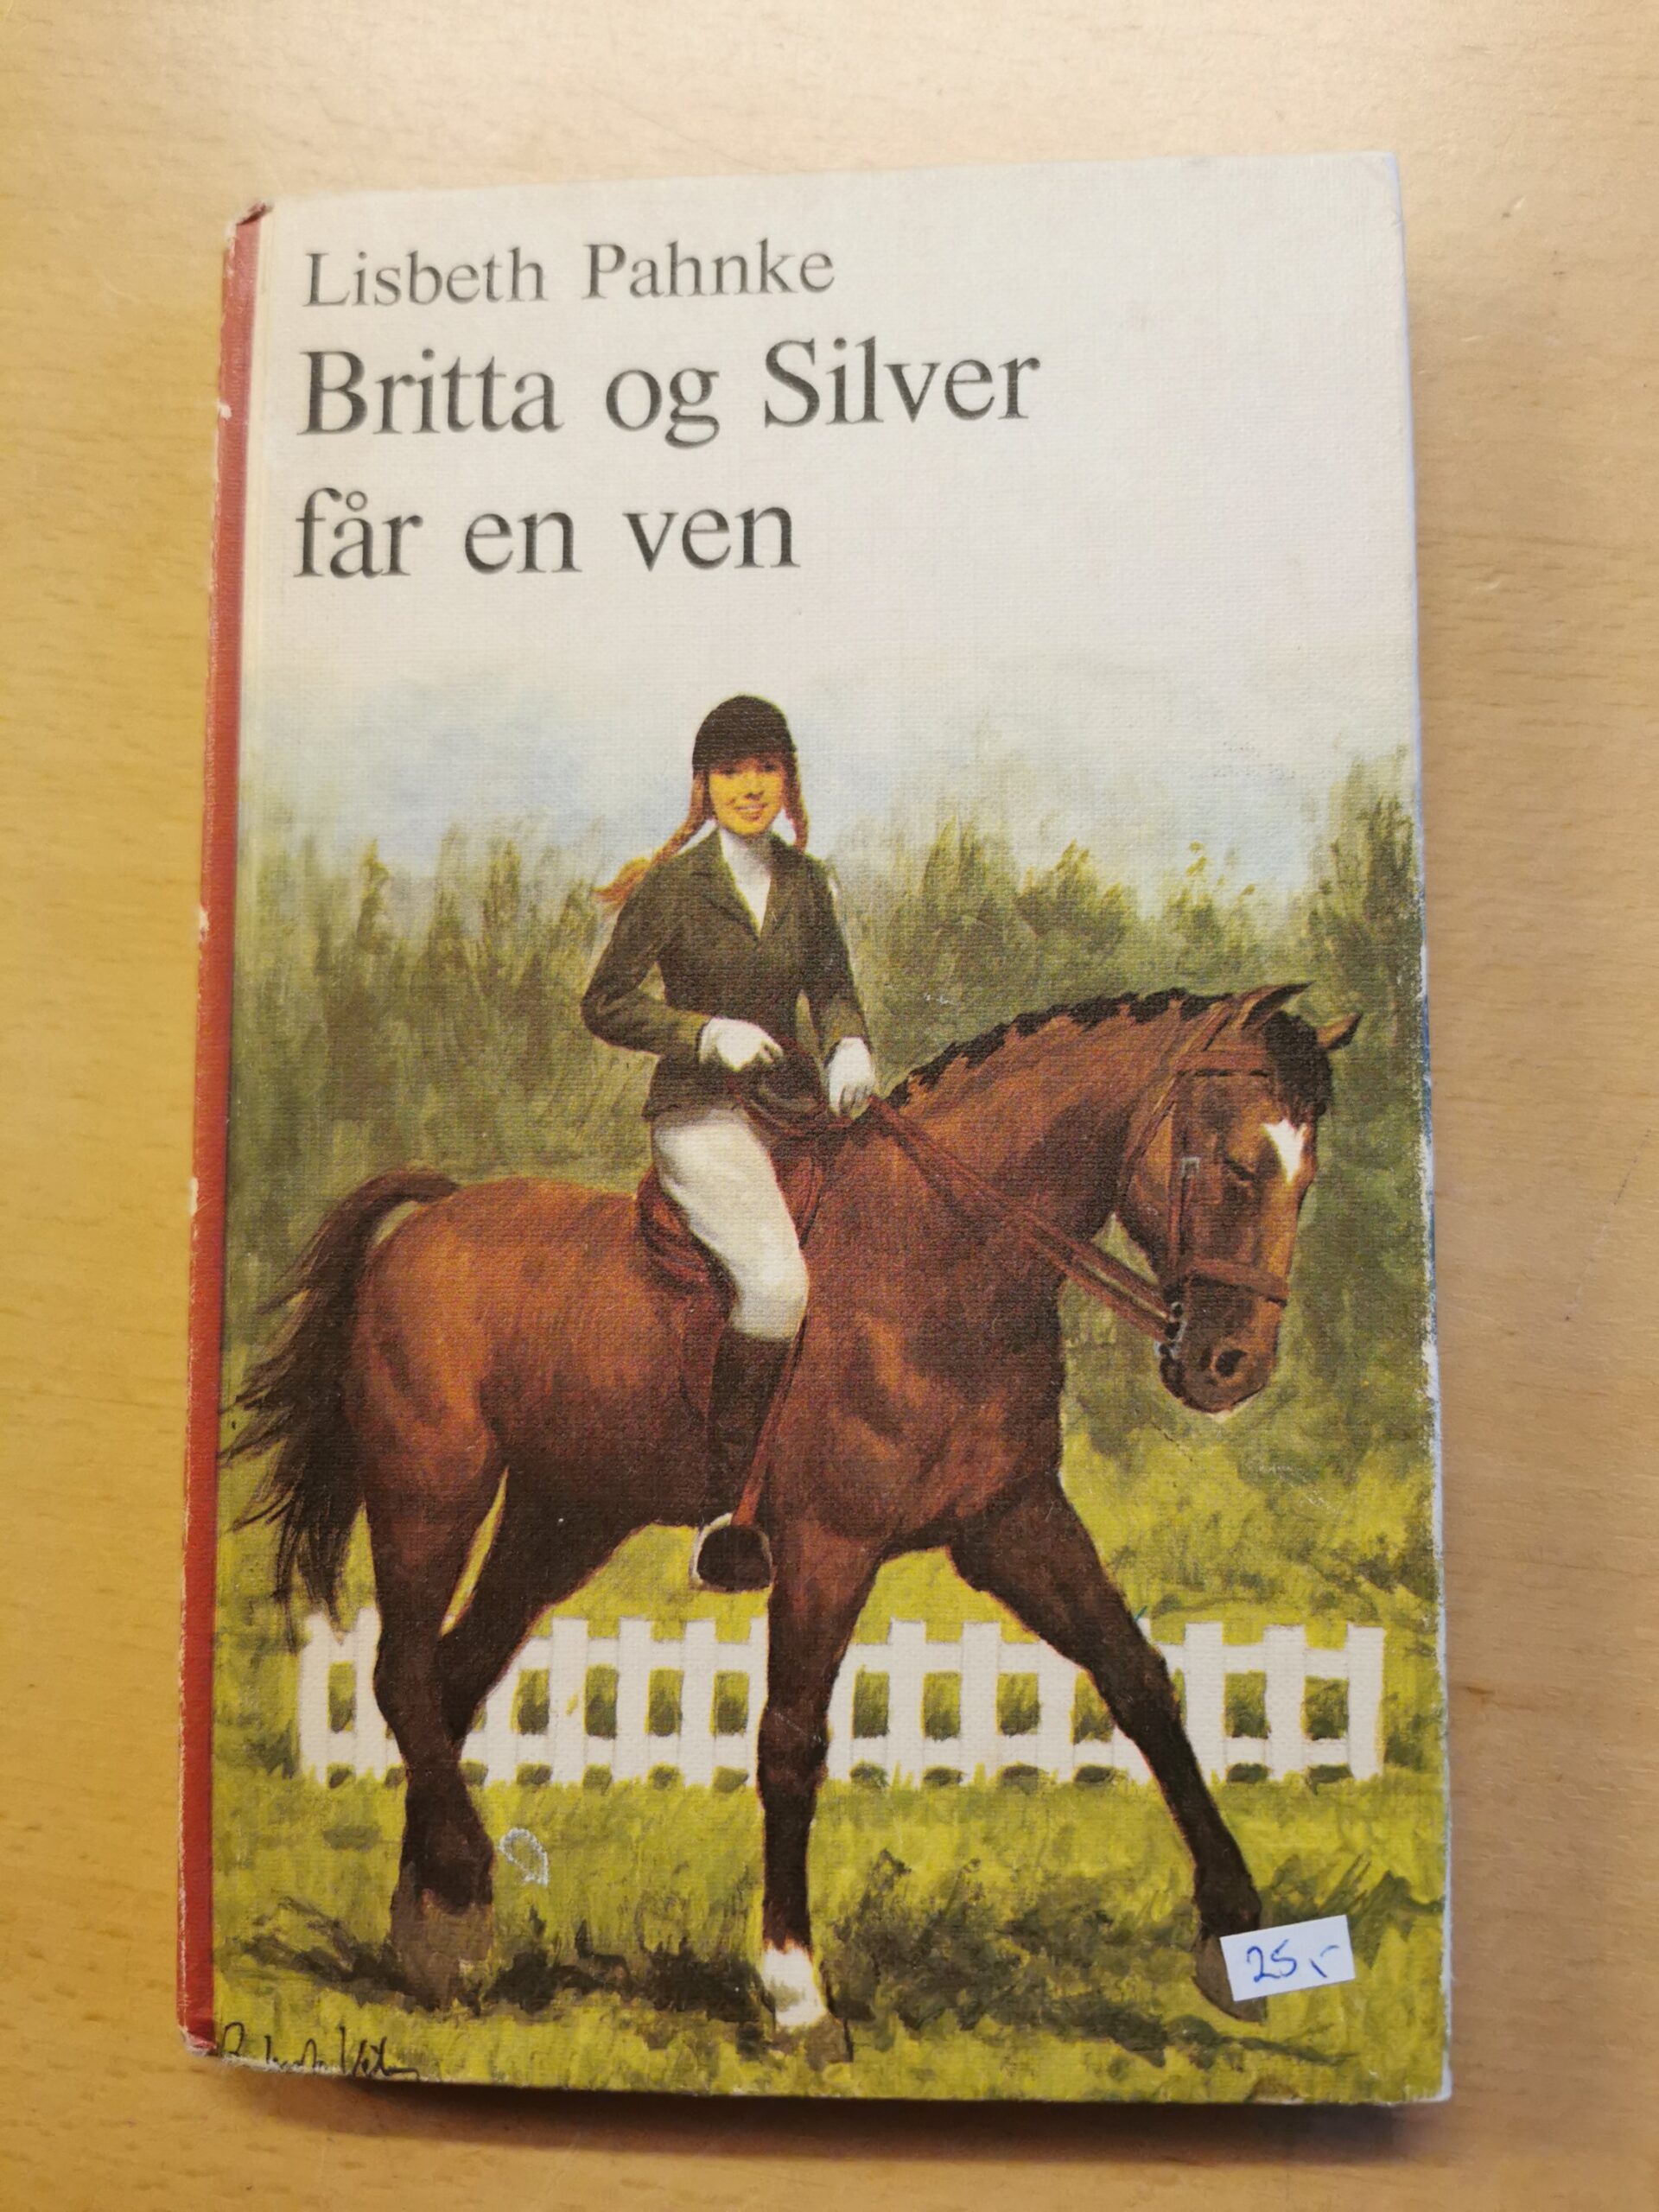 Lisbeth Pahnke
Britta og Silver
får en ven
25,-